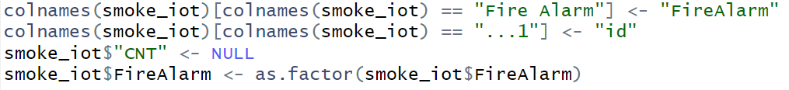 colnames(smoke_iot)[colnames(smoke_iot) == "Fire Alarm"] <- "FireAlarm"
colnames(smoke_iot)[colnames(smoke_iot) == "...1"] <- "id"
smoke_iot$"CNT" <- NULL
smoke_iot$FireAlarm <- as.factor(smoke_iot$FireAlarm)